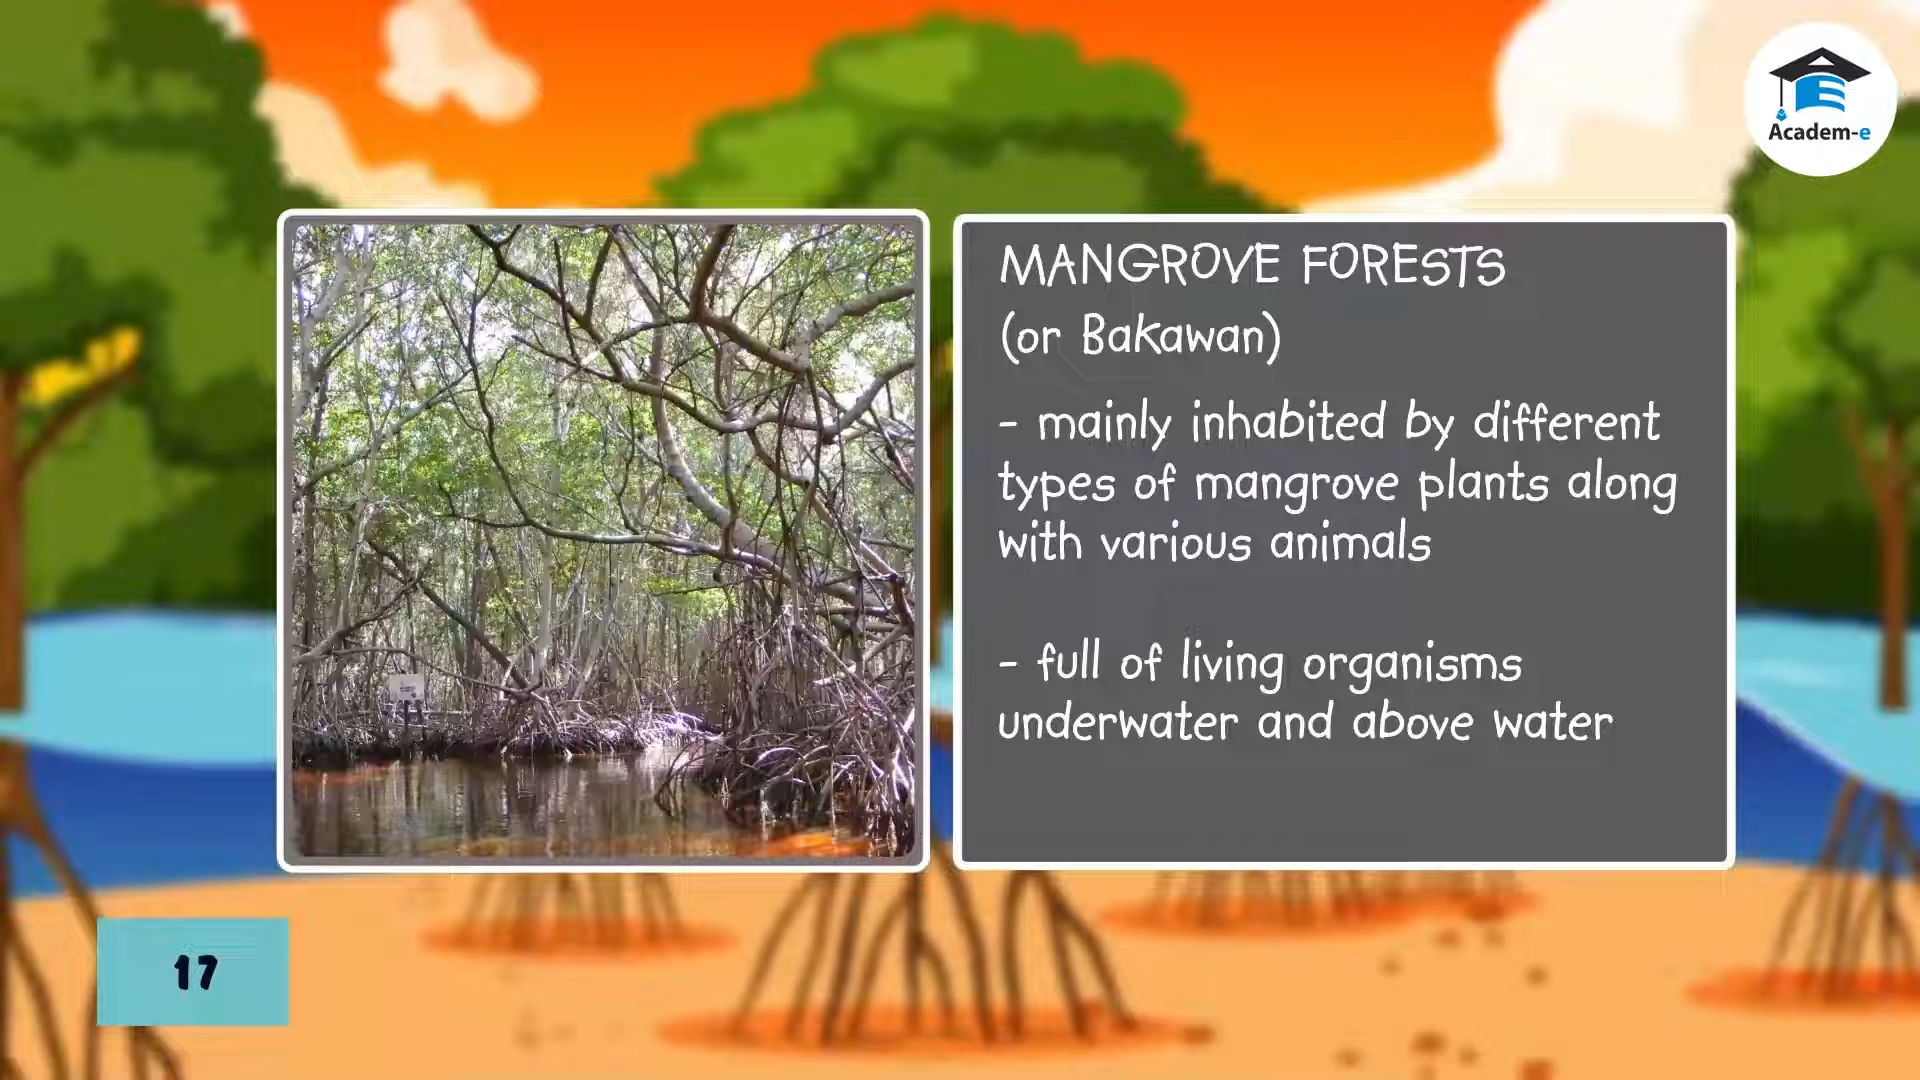 Academ-e
MANGROVE FORESTS
(or Bakawan)
- mainly inhabited by different
types of mangrove plants along
with various animals
- full of living organisms
underwater and above water
17